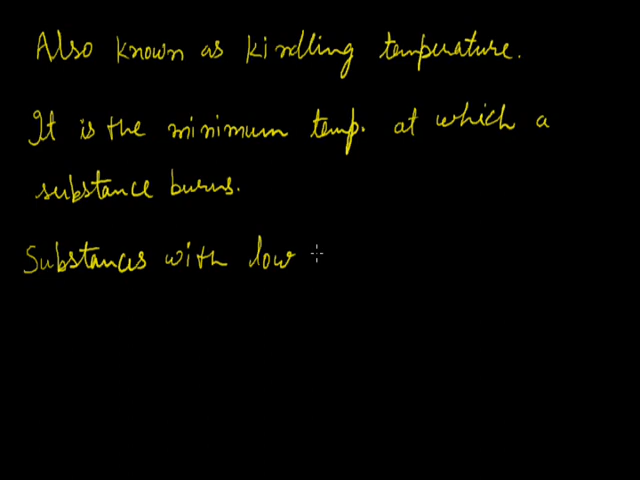 Also known as kindling temperature.
It is the minimum temp. at which a
substance burns.
Substances with low